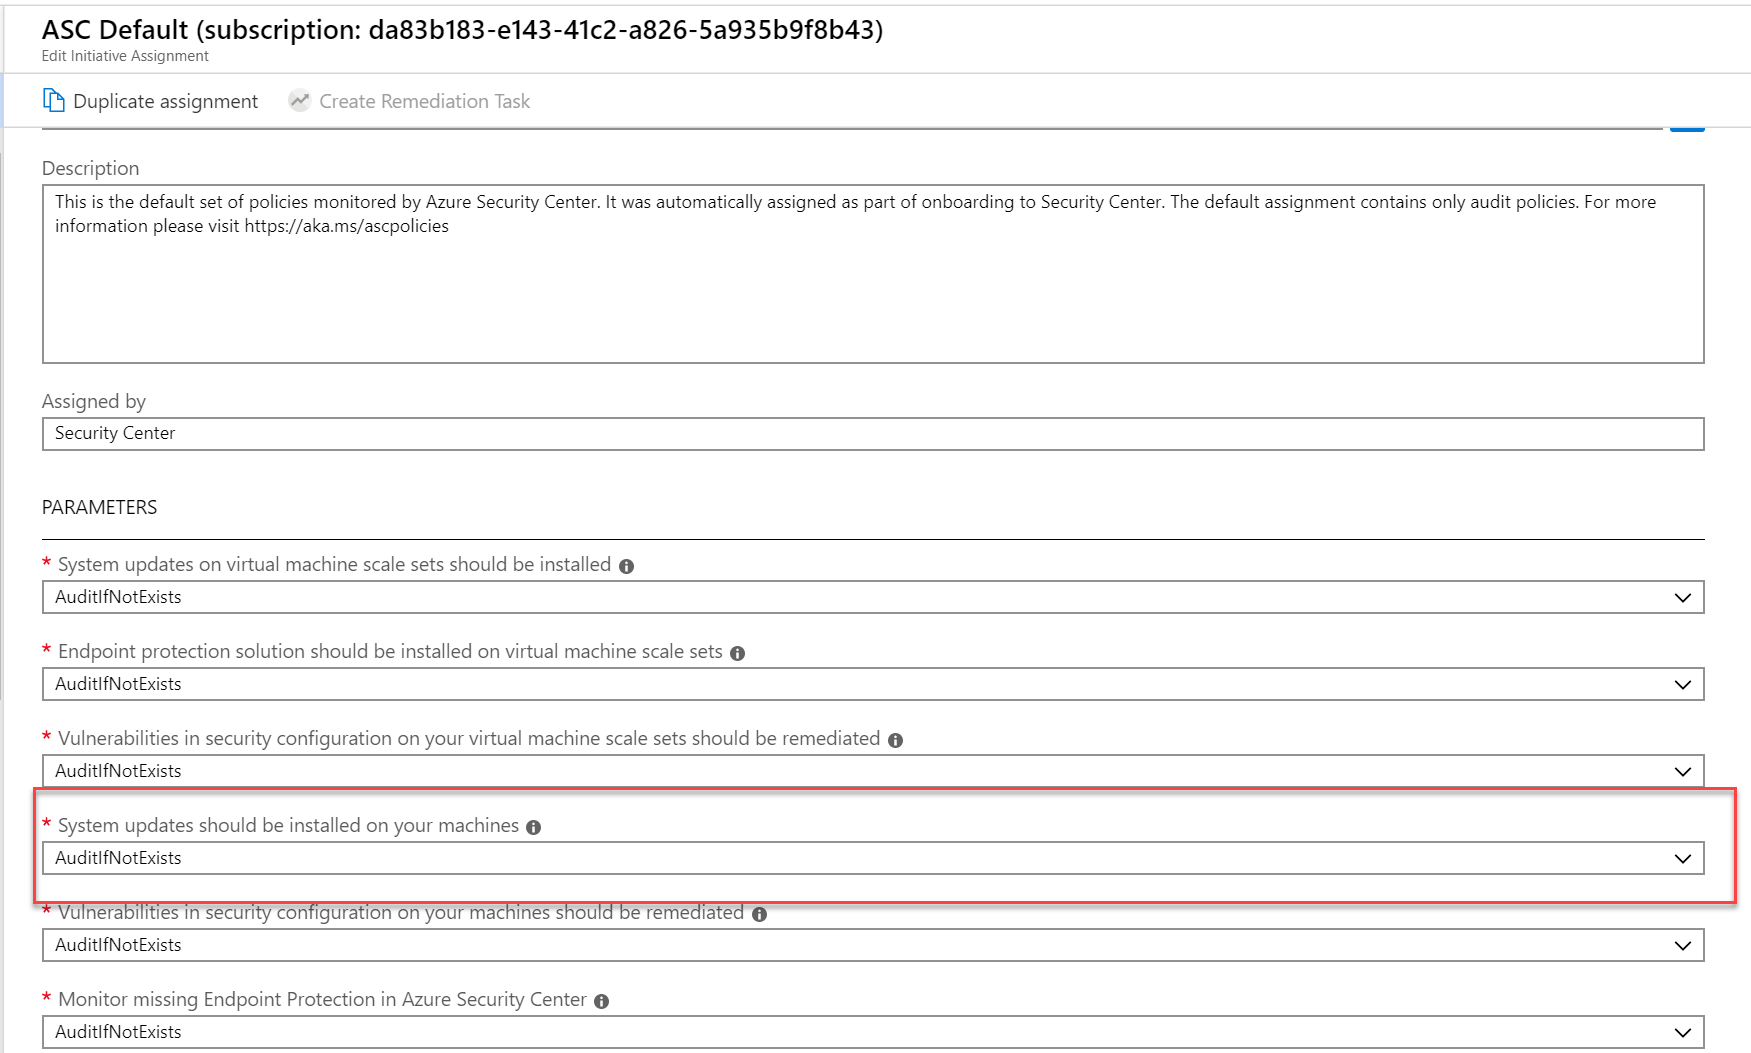 ASC Default (subscription: da83b183-e143-41c2-a826-5a935b9f8b43)
Edit Initiative Assignment
Duplicate assignment
Create Remediation Task
Description
This is the default set of policies monitored by Azure Security Center. It was automatically assigned as part of onboarding to Security Center. The default assignment contains only audit policies. For more
information please visit https://aka.ms/ascpolicies
Assigned by
Security Center
PARAMETERS
* System updates on virtual machine scale sets should be installed
AuditIfNotExists
* Endpoint protection solution should be installed on virtual machine scale sets
AuditIfNotExists
* Vulnerabilities in security configuration on your virtual machine scale sets should be remediated
AuditIfNotExists
* System updates should be installed on your machines
AuditIfNotExists
* Vulnerabilities in security configuration on your machines should be remediated
AuditIfNotExists
* Monitor missing Endpoint Protection in Azure Security Center
AuditIfNotExists